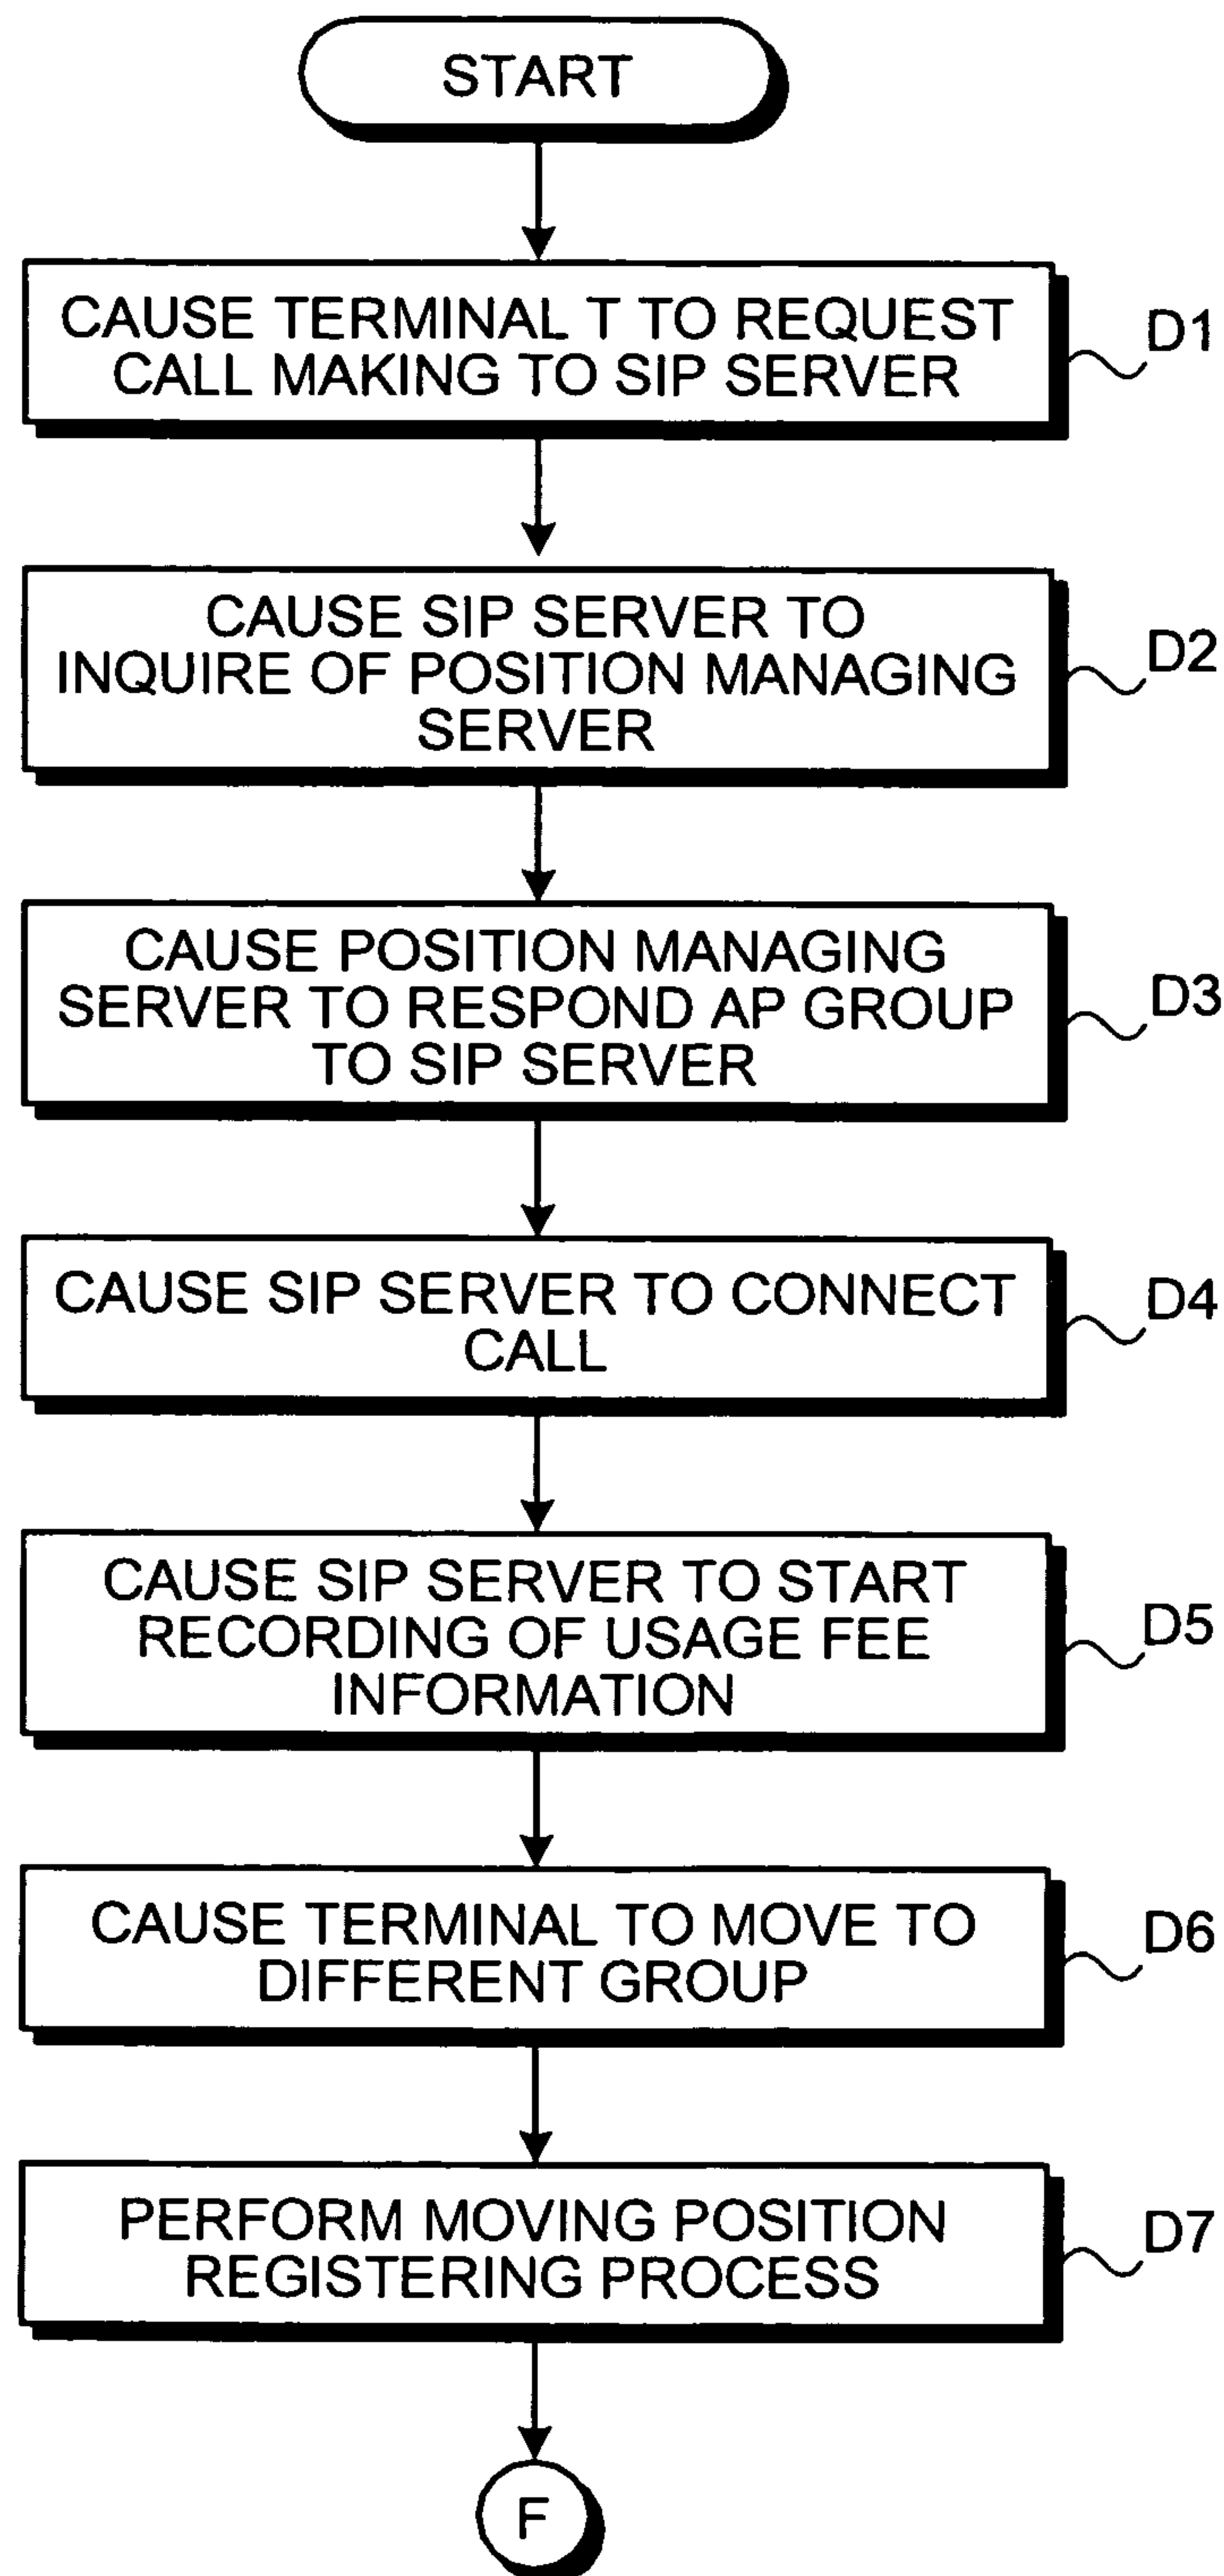 START
CAUSE TERMINAL T TO REQUEST
CALL MAKING TO SIP SERVER
D1
CAUSE SIP SERVER TO
INQUIRE OF POSITION MANAGING
SERVER
D2
CAUSE POSITION MANAGING
SERVER TO RESPOND AP GROUP
TO SIP SERVER
D3
CAUSE SIP SERVER TO CONNECT
CALL
D4
CAUSE SIP SERVER TO START
RECORDING OF USAGE FEE
INFORMATION
D5
CAUSE TERMINAL TO MOVE TO
DIFFERENT GROUP
D6
PERFORM MOVING POSITION
REGISTERING PROCESS
D7
F